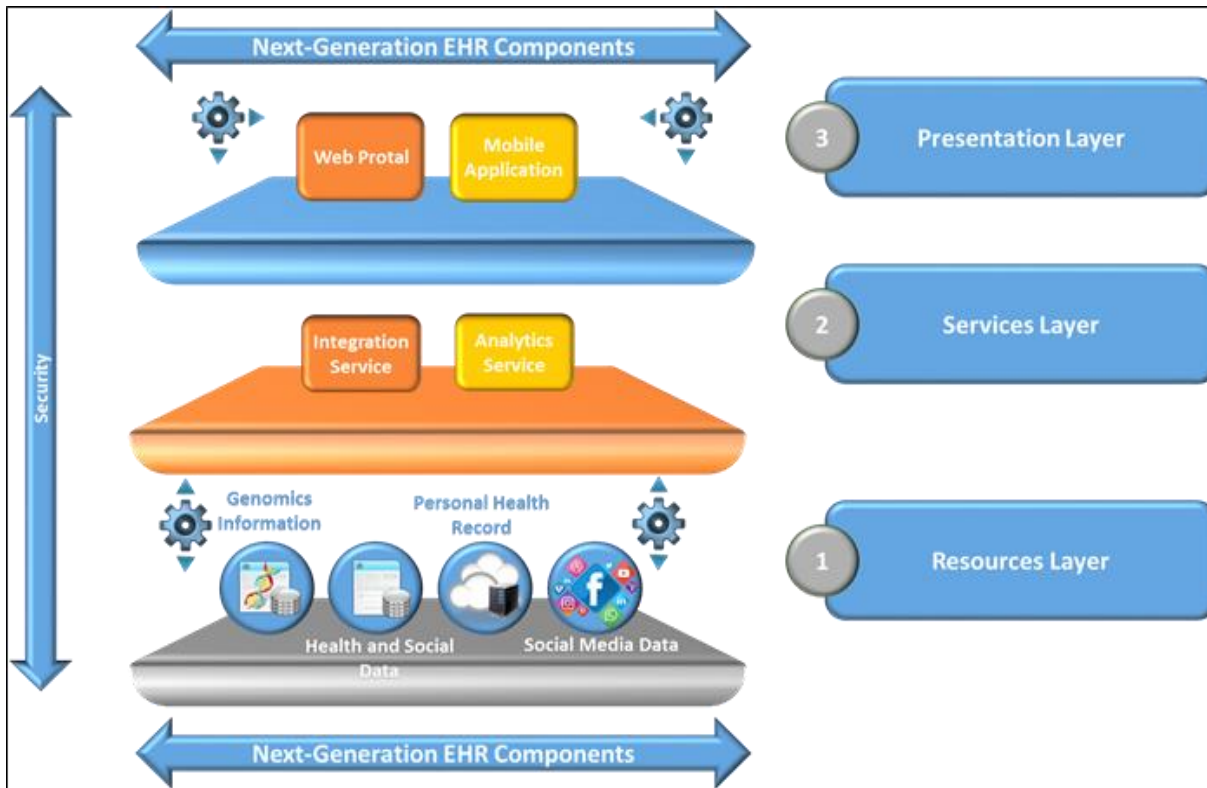 Next-Generation EHR Components
Web Protal
Mobile
Application
3
Presentation Layer
Security
Integration
Service
Analytics
Service
2
Services Layer
Genomics
Information
Personal Health
Record
1
Resources Layer
Health and Social
Data
Social Media Data
Next-Generation EHR Components